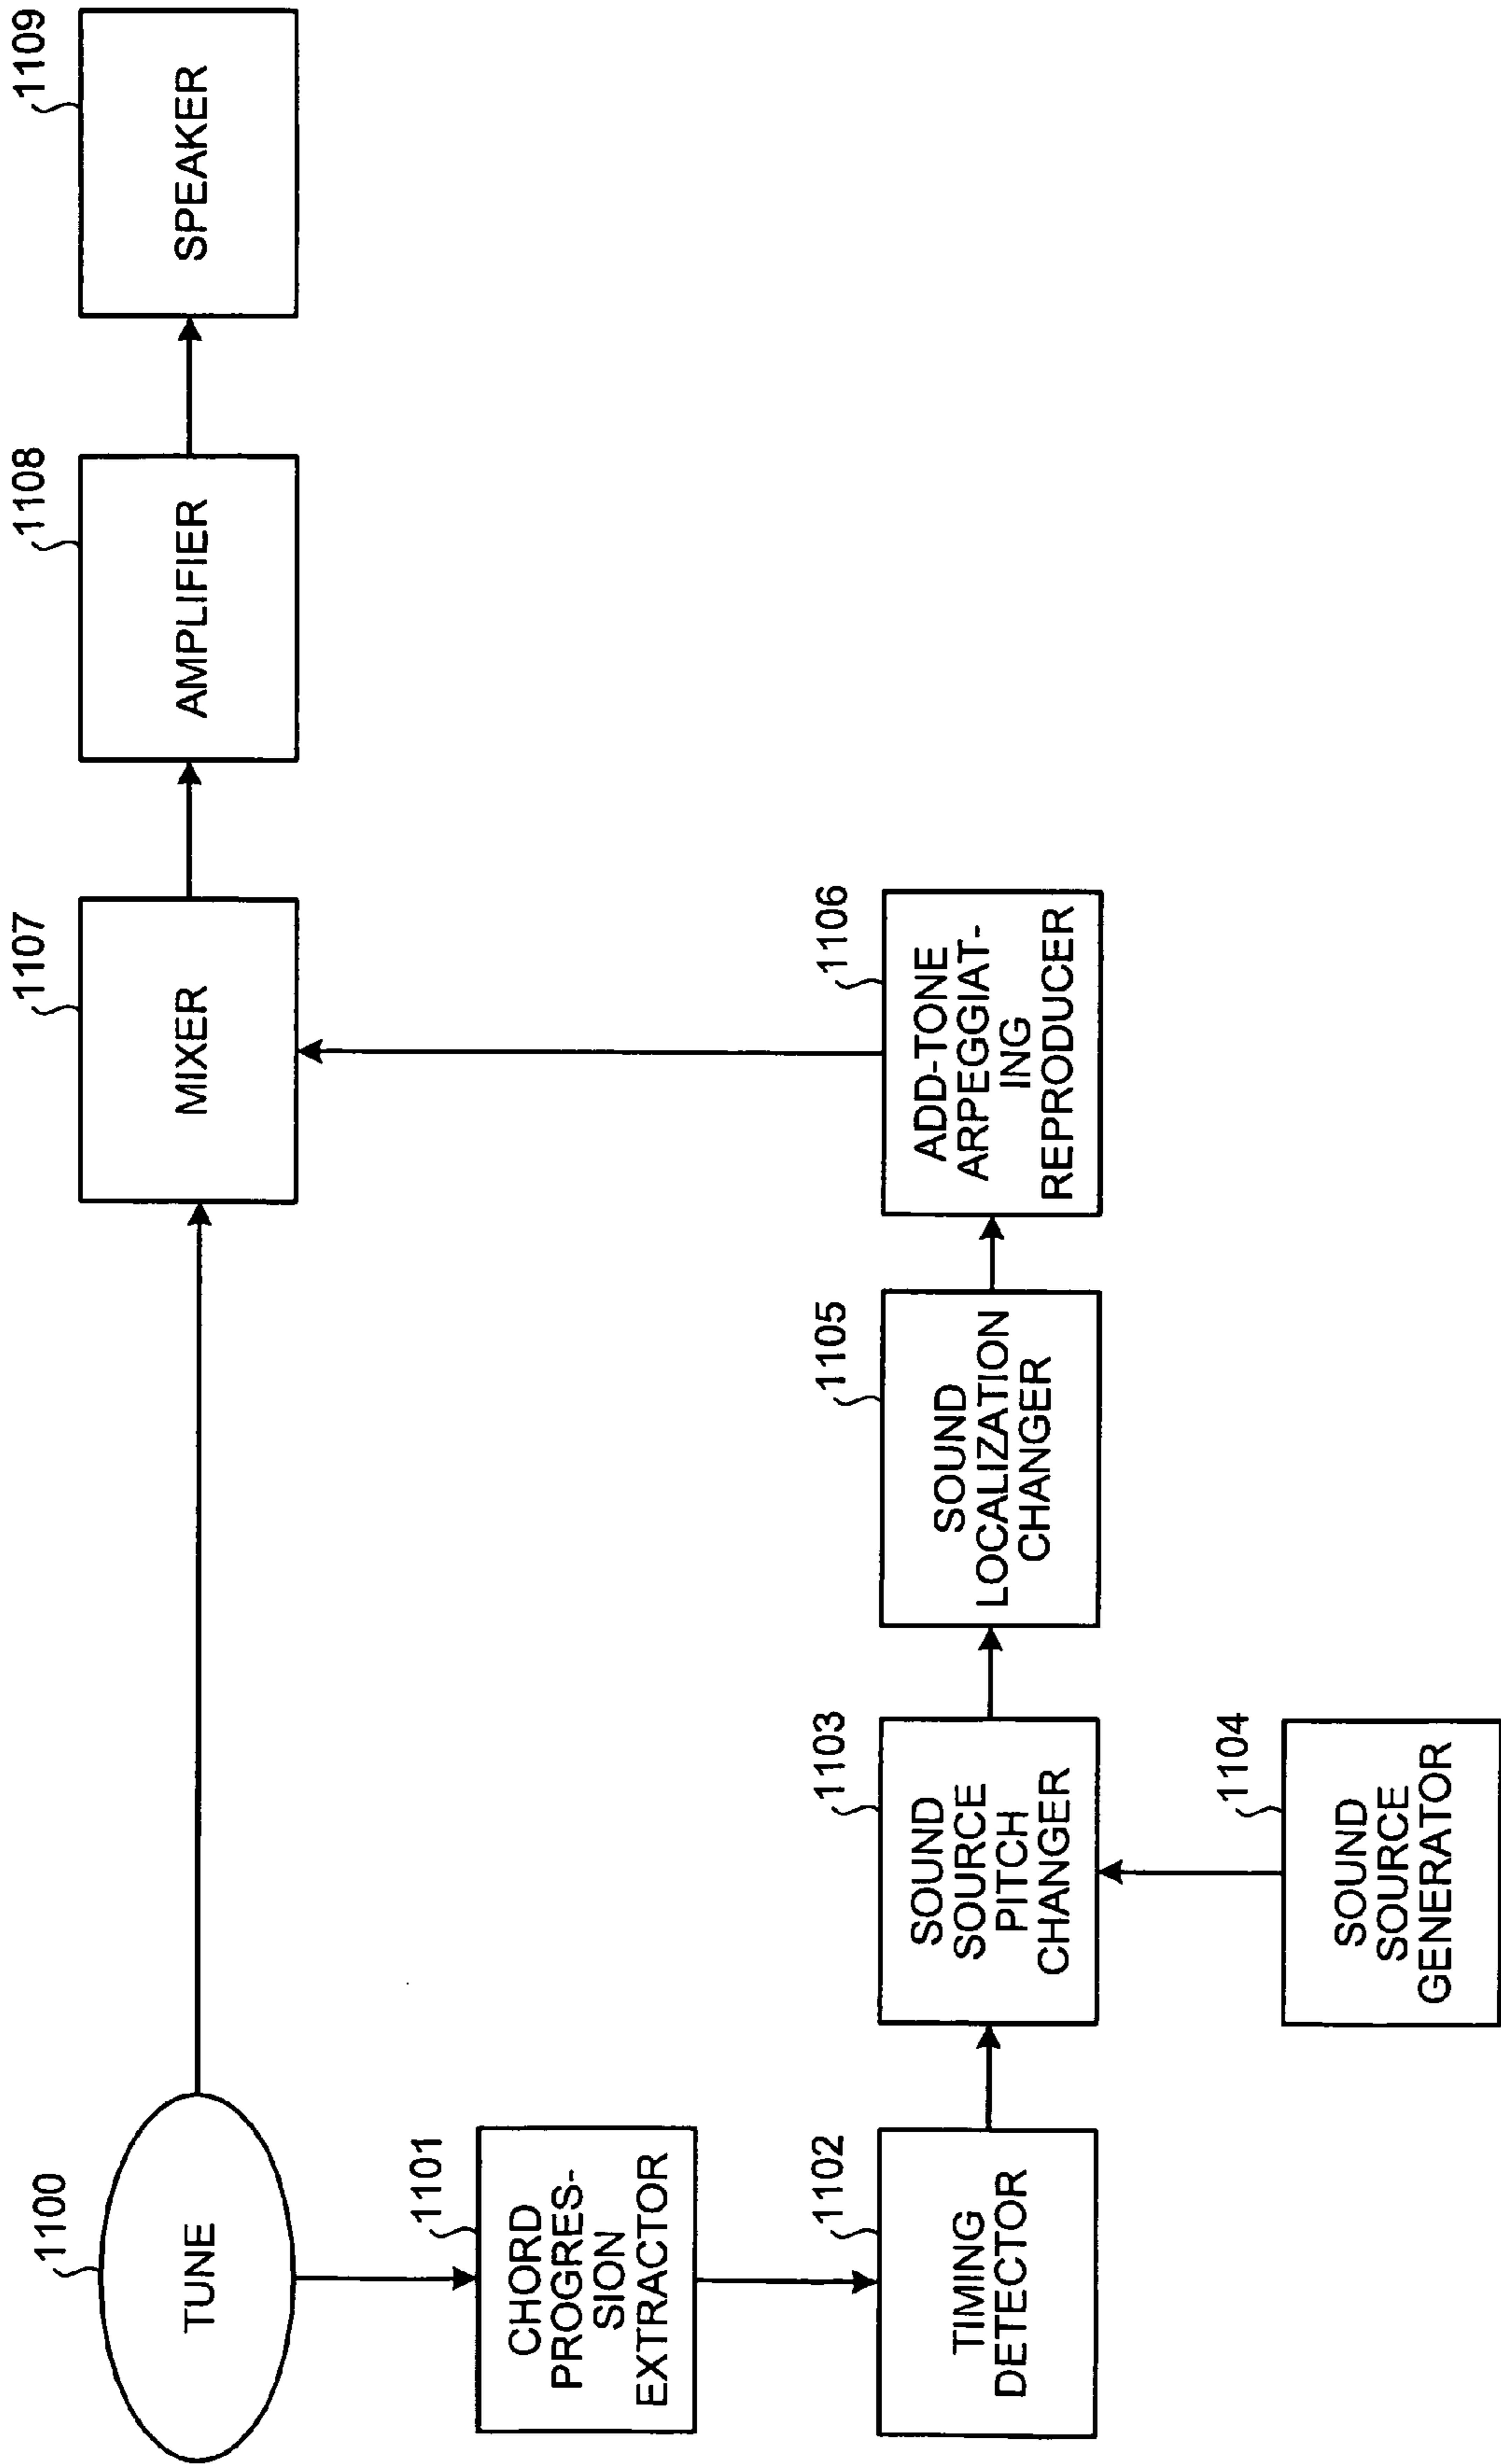 1100
TUNE
1107
MIXER
1108
AMPLIFIER
1109
SPEAKER
1101
CHORD
PROGRES-
SION
EXTRACTOR
1102
TIMING
DETECTOR
1103
SOUND
SOURCE
PITCH
CHANGER
1105
SOUND
LOCALIZATION
CHANGER
1106
ADD-TONE
ARPEGGIAT-
ING
REPRODUCER
1104
SOUND
SOURCE
GENERATOR